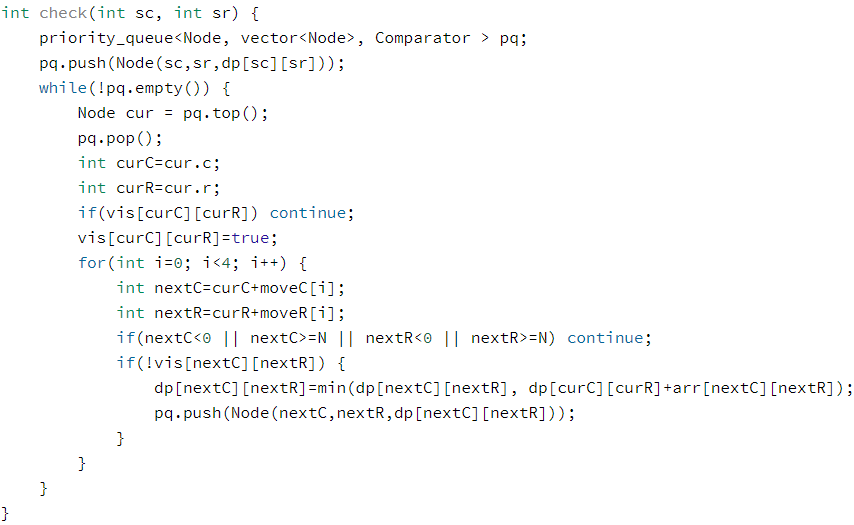 int check(int sc, int sr) {
    priority_queue<Node, vector<Node>, Comparator > pq;
    pq.push(Node(sc,sr,dp[sc][sr]));
    while(!pq.empty()) {
        Node cur = pq.top();
        pq.pop();
        int curC=cur.c;
        int curR=cur.r;
        if(vis[curC][curR]) continue;
        vis[curC][curR]=true;
        for(int i=0; i<4; i++) {
            int nextC=curC+moveC[i];
            int nextR=curR+moveR[i];
            if(nextC<0 || nextC>=N || nextR<0 || nextR>=N) continue;
            if(!vis[nextC][nextR]) {
                dp[nextC][nextR]=min(dp[nextC][nextR], dp[curC][curR]+arr[nextC][nextR]);
                pq.push(Node(nextC,nextR,dp[nextC][nextR]));
            }
        }
    }
}